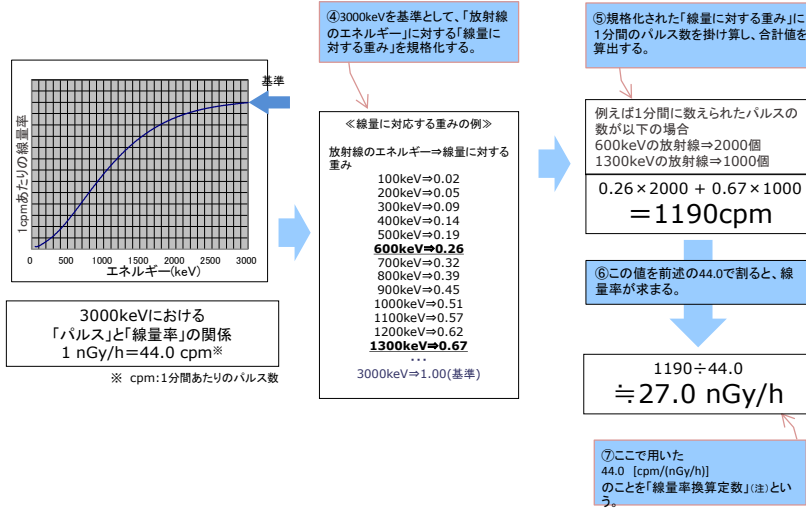 ④3000keVを基準として、「放射線
のエネルギー」に対する「線量に
対する重み」を規格化する。
⑤規格化された「線量に対する重み」に
1分間のパルス数を掛け算し、合計値を
算出する。
基準
1cpmあたりの線量率
0 500 1000 1500 2000 2500 3000
エネルギー(keV)
3000keVにおける
「パルス」と「線量率」の関係
1 nGy/h=44.0 cpm※
※ cpm:1分間あたりのパルス数
≪線量に対応する重みの例≫
放射線のエネルギー⇒線量に対する
重み
100keV⇒0.02
200keV⇒0.05
300keV⇒0.09
400keV⇒0.14
500keV⇒0.19
600keV⇒0.26
700keV⇒0.32
800keV⇒0.39
900keV⇒0.45
1000keV⇒0.51
1100keV⇒0.57
1200keV⇒0.62
1300keV⇒0.67
…
3000keV⇒1.00(基準)
例えば1分間に数えられたパルスの
数が以下の場合
600keVの放射線⇒2000個
1300keVの放射線⇒1000個
0.26×2000 + 0.67×1000
=1190cpm
⑥この値を前述の44.0で割ると、線
量率が求まる。
1190÷44.0
≒27.0 nGy/h
⑦ここで用いた
44.0 [cpm/(nGy/h)]
のことを「線量率換算定数」(注)とい
う。